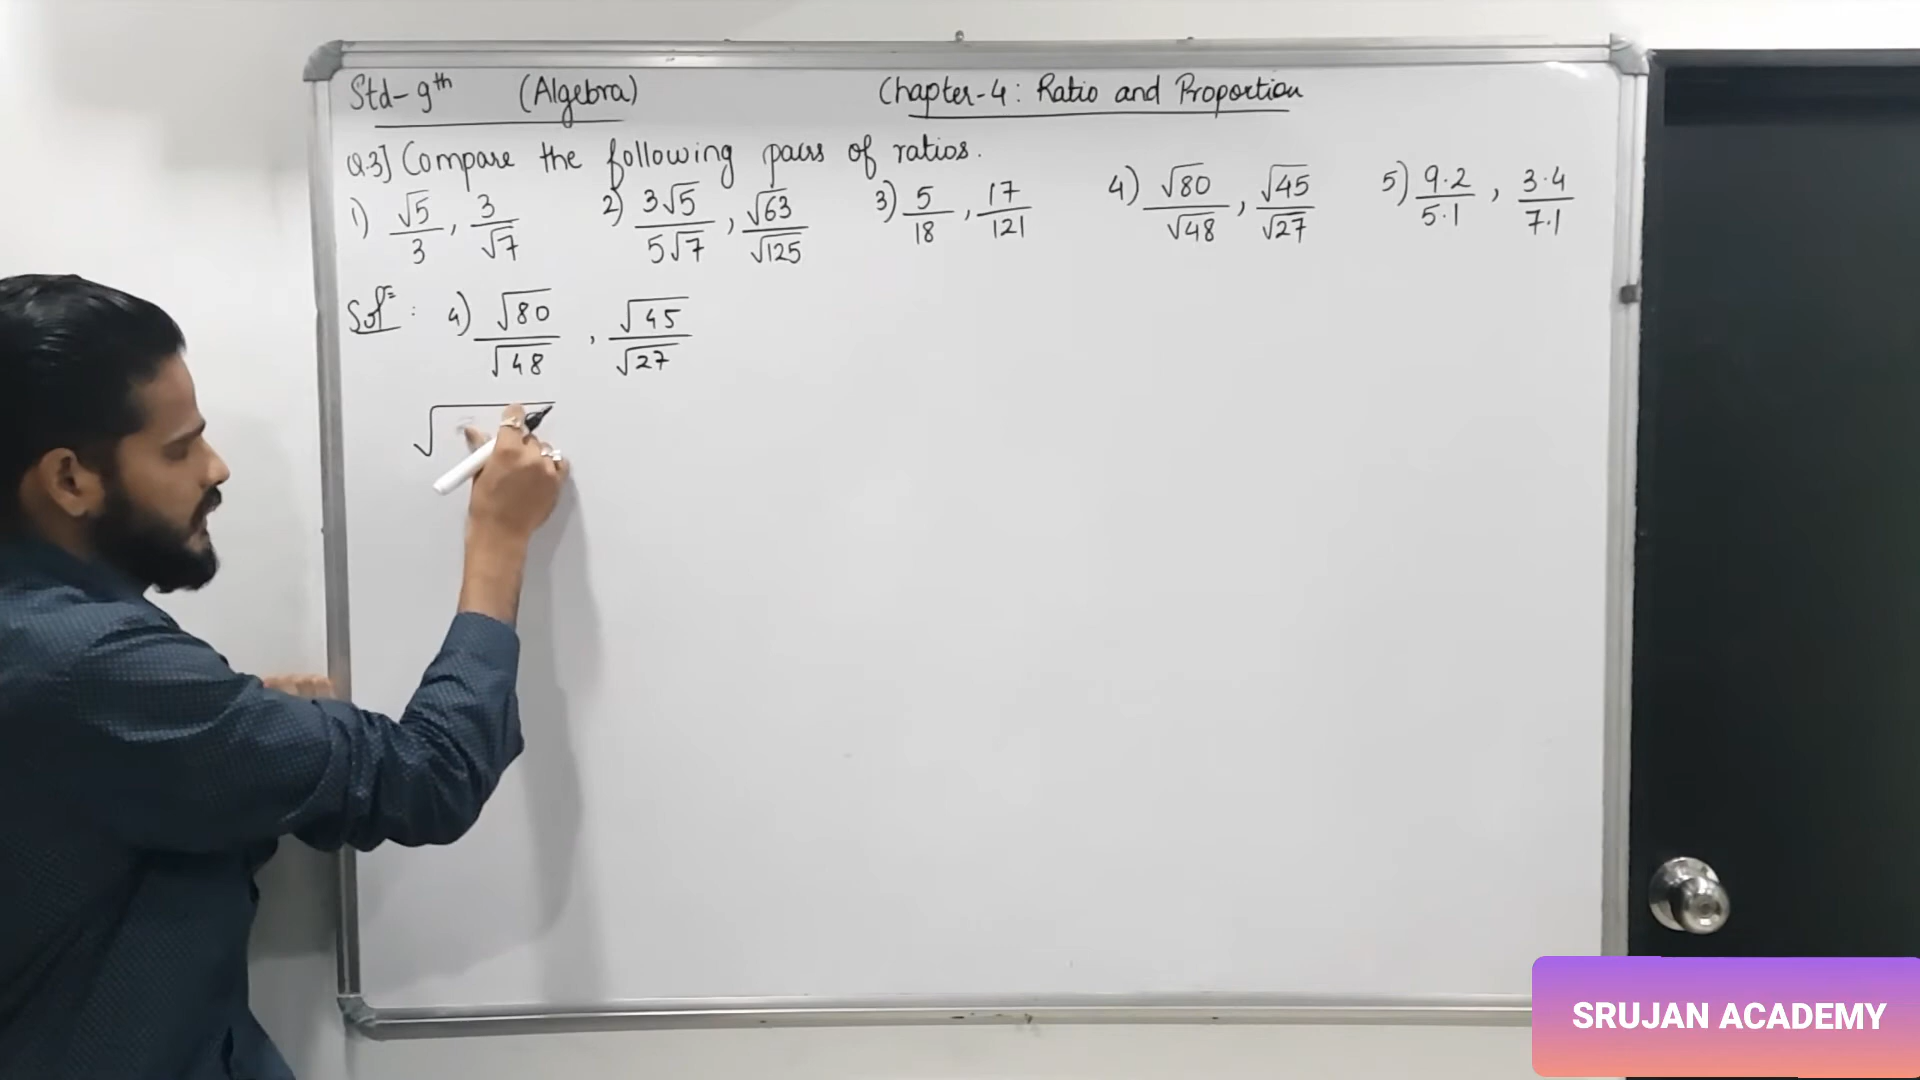 Std-9th (Algebra) Chapter-4: Ratio and Proportion
Q.3] Compare the following pairs of ratios.
1) √5/3, 3/√7 2) 3√5/5√7, √63/√125 3) 5/18, 17/121 4) √80/√48, √45/√27 5) 9.2/5.1, 3.4/7.1
Solⁿ: 4) √80/√48, √45/√27
√
SRUJAN ACADEMY